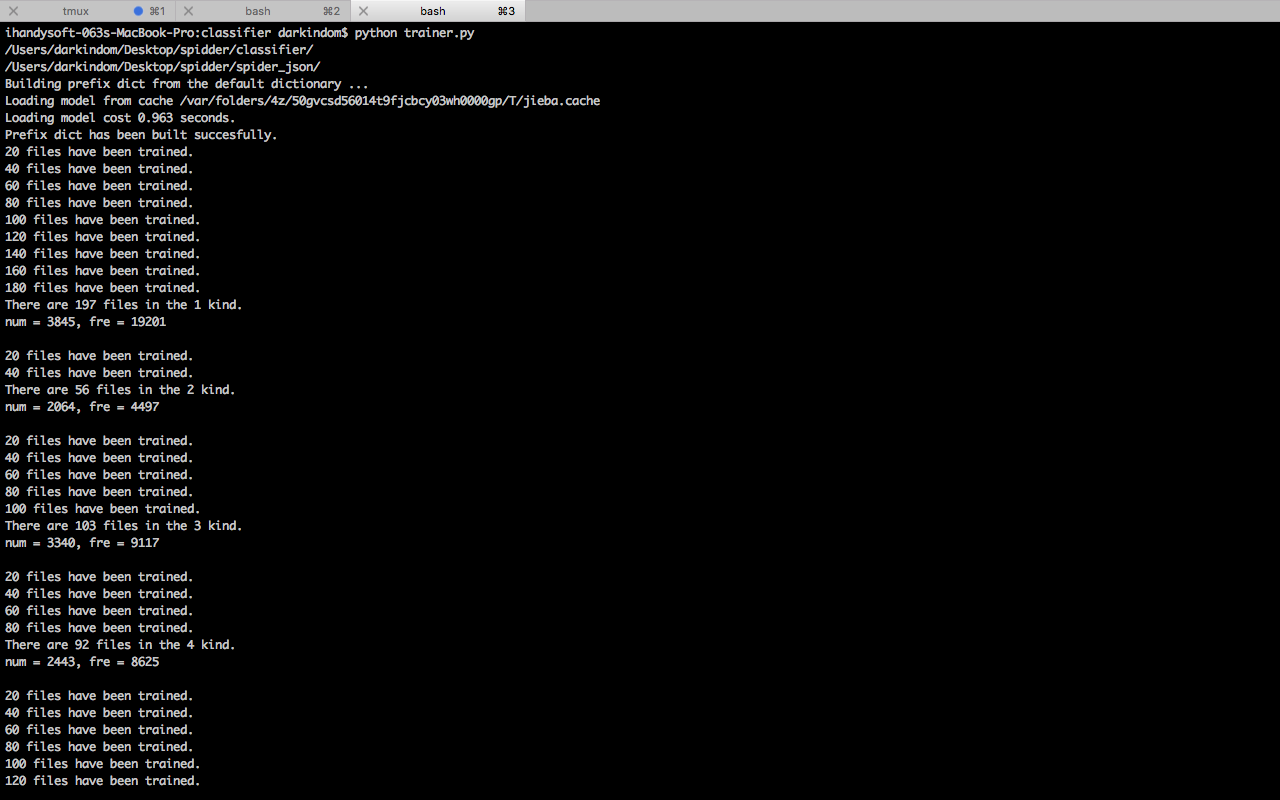 tmux ⌘1 bash ⌘2 bash ⌘3
ihandysoft-063s-MacBook-Pro:classifier darkindom$ python trainer.py
/Users/darkindom/Desktop/spidder/classifier/
/Users/darkindom/Desktop/spidder/spider_json/
Building prefix dict from the default dictionary ...
Loading model from cache /var/folders/4z/50gvcsd56014t9fjcbcy03wh0000gp/T/jieba.cache
Loading model cost 0.963 seconds.
Prefix dict has been built succesfully.
20 files have been trained.
40 files have been trained.
60 files have been trained.
80 files have been trained.
100 files have been trained.
120 files have been trained.
140 files have been trained.
160 files have been trained.
180 files have been trained.
There are 197 files in the 1 kind.
num = 3845, fre = 19201
20 files have been trained.
40 files have been trained.
There are 56 files in the 2 kind.
num = 2064, fre = 4497
20 files have been trained.
40 files have been trained.
60 files have been trained.
80 files have been trained.
100 files have been trained.
There are 103 files in the 3 kind.
num = 3340, fre = 9117
20 files have been trained.
40 files have been trained.
60 files have been trained.
80 files have been trained.
There are 92 files in the 4 kind.
num = 2443, fre = 8625
20 files have been trained.
40 files have been trained.
60 files have been trained.
80 files have been trained.
100 files have been trained.
120 files have been trained.